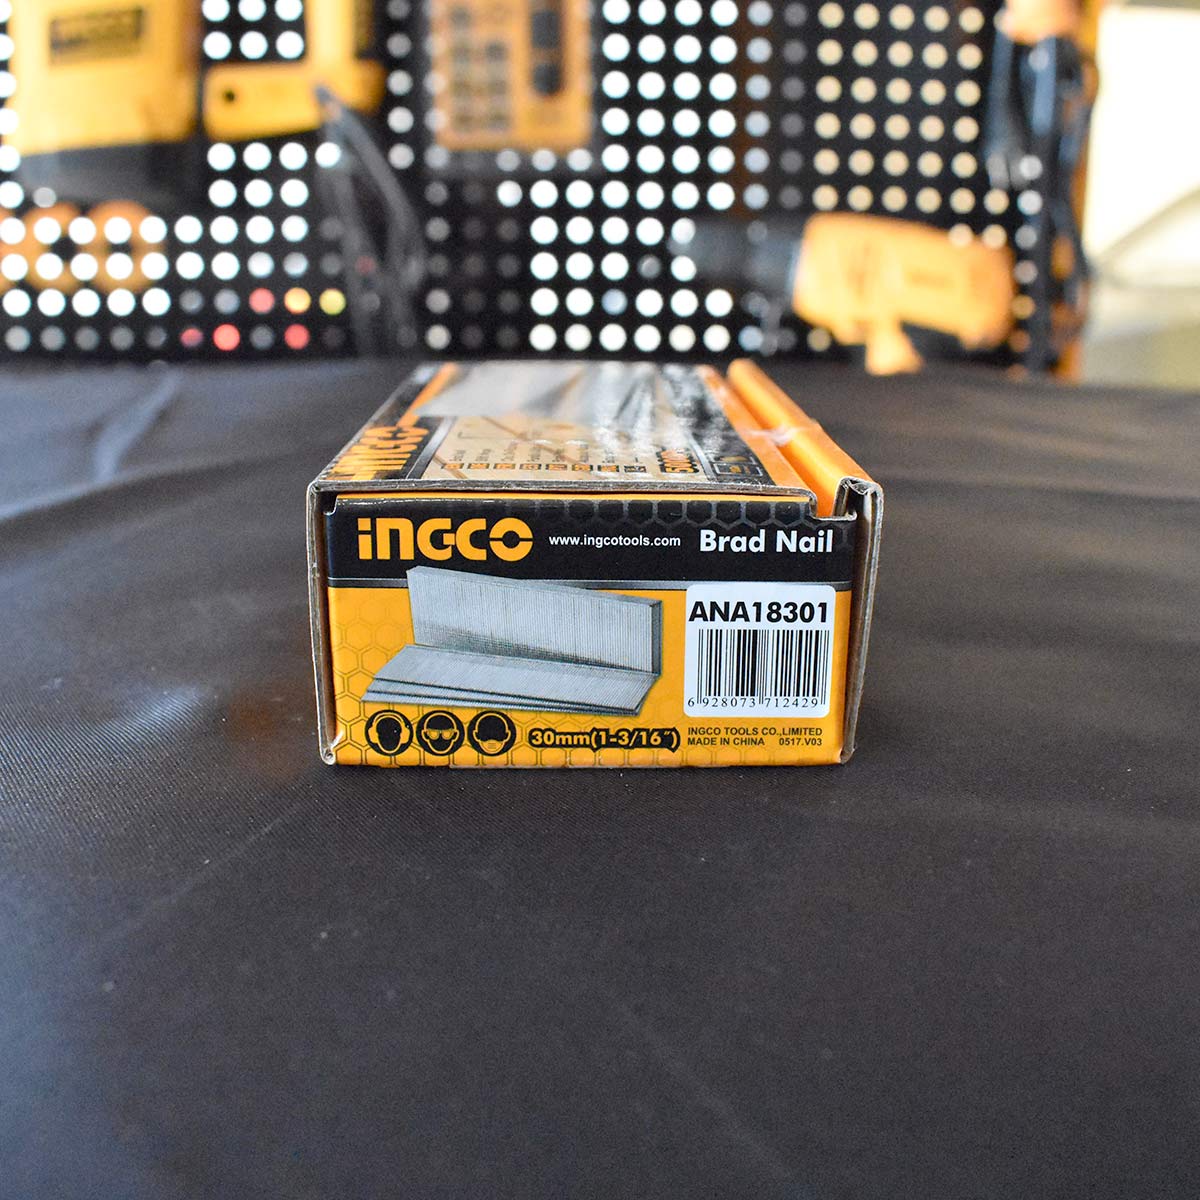 INGCO
INGCO www.ingcotools.com Brad Nail
ANA18301
6 928073 712429
30mm(1-3/16")
INGCO TOOLS CO.,LIMITED
MADE IN CHINA 0517.V03